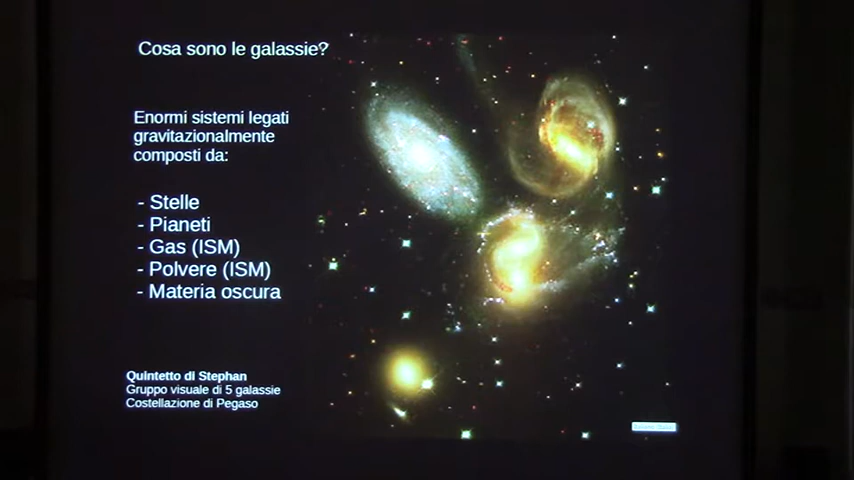 Cosa sono le galassie?
Enormi sistemi legati
gravitazionalmente
composti da:
- Stelle
- Pianeti
- Gas (ISM)
- Polvere (ISM)
- Materia oscura
Quintetto di Stephan
Gruppo visuale di 5 galassie
Costellazione di Pegaso